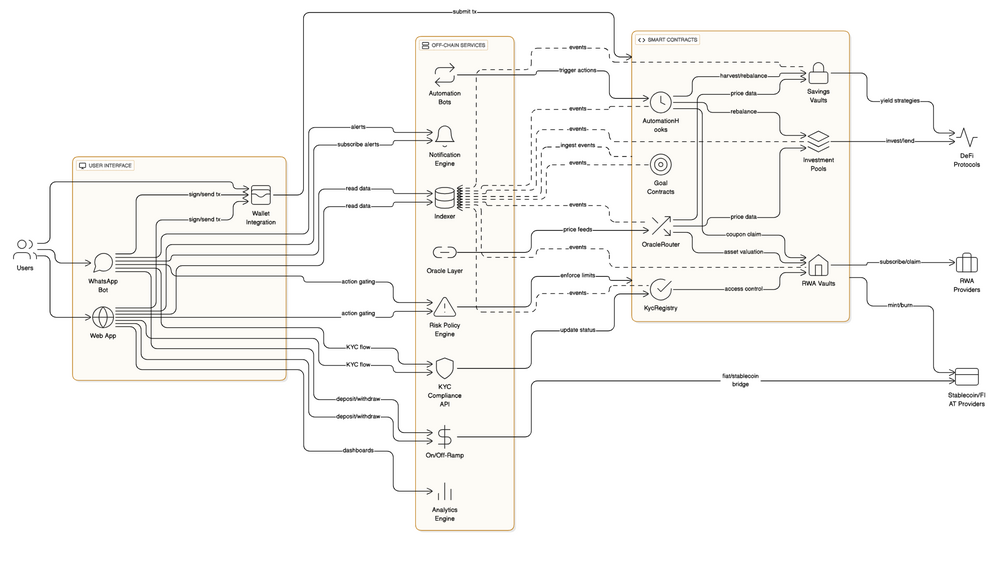 submit tx
SMART CONTRACTS
OFF-CHAIN SERVICES
events
trigger actions
harvest/rebalance
Automation
Bots
Savings
Vaults
price data
yield strategies
AutomationH
ooks
events
rebalance
alerts
events
subscribe alerts
Notification
Engine
ingest events
invest/lend
DeFi
Protocols
Investment
Pools
USER INTERFACE
events
Goal
Contracts
read data
sign/send tx
read data
Indexer
events
Wallet
Integration
sign/send tx
price data
price feeds
coupon claim
OracleRouter
events
asset valuation
Users
Oracle Layer
subscribe/claim
WhatsApp
Bot
action gating
enforce limits
RWA Vaults
RWA
Providers
access control
events
KycRegistry
mint/burn
action gating
Web App
Risk Policy
Engine
update status
KYC flow
KYC flow
KYC
Compliance
API
fiat/stablecoin
bridge
deposit/withdraw
Stablecoin/FI
AT Providers
deposit/withdraw
On/Off-Ramp
dashboards
Analytics
Engine